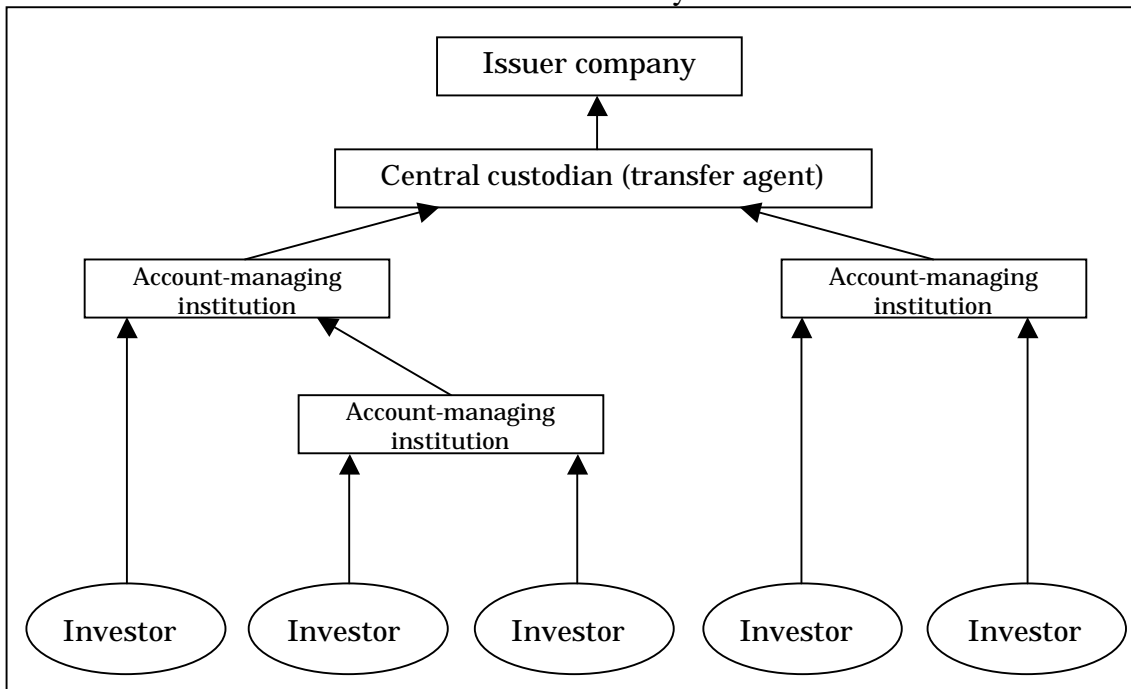 Issuer company
Central custodian (transfer agent)
Account-managing
institution
Account-managing
institution
Account-managing
institution
Investor
Investor
Investor
Investor
Investor